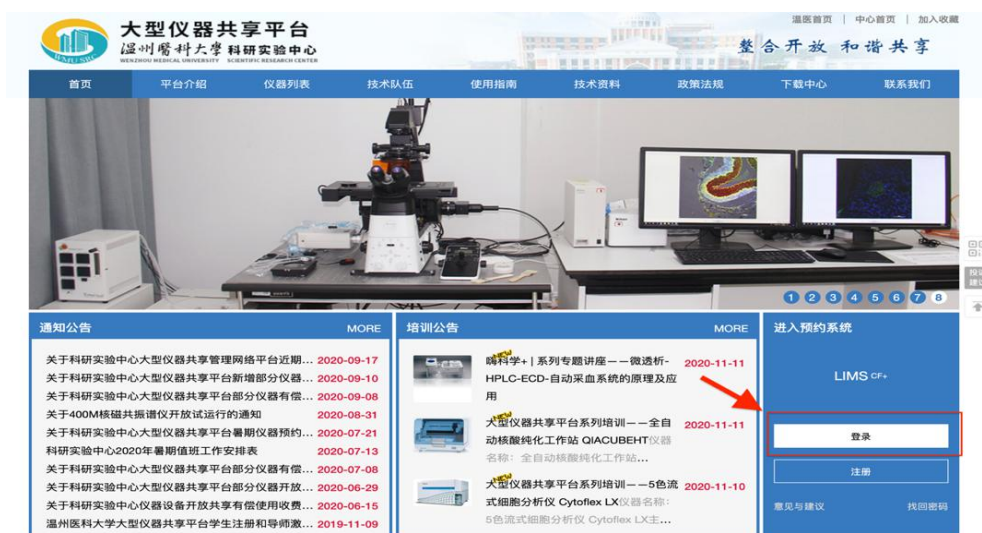 温医首页 | 中心首页 | 加入收藏
大型仪器共享平台
温州醫科大學 科研实验中心
WENZHOU MEDICAL UNIVERSITY SCIENTIFIC RESEARCH CENTER
WMU SRC
整合开放 和谐共享
首页 平台介绍 仪器列表 技术队伍 使用指南 技术资料 政策法规 下载中心 联系我们
投诉
建议
1 2 3 4 5 6 7 8
通知公告 MORE
关于科研实验中心大型仪器共享管理网络平台近期... 2020-09-17
关于科研实验中心大型仪器共享平台新增部分仪器... 2020-09-10
关于科研实验中心大型仪器共享平台部分仪器有偿... 2020-09-08
关于400M核磁共振谱仪开放试运行的通知 2020-08-31
关于科研实验中心大型仪器共享平台暑期仪器预约... 2020-07-21
科研实验中心2020年暑期值班工作安排表 2020-07-13
关于科研实验中心大型仪器共享平台部分仪器有偿... 2020-07-08
关于科研实验中心大型仪器共享平台部分仪器开放... 2020-06-29
关于科研实验中心仪器设备开放共享有偿使用收费... 2020-06-15
温州医科大学大型仪器共享平台学生注册和导师激... 2019-11-09
培训公告 MORE
嗨科学+ | 系列专题讲座——微透析- 2020-11-11
HPLC-ECD-自动采血系统的原理及应
用
大型仪器共享平台系列培训——全自 2020-11-11
动核酸纯化工作站 QIACUBEHT仪器
名称：全自动核酸纯化工作站...
大型仪器共享平台系列培训——5色流 2020-11-10
式细胞分析仪 Cytoflex LX仪器名称：
5色流式细胞分析仪 Cytoflex LX主...
进入预约系统
LIMS CF+
登录
注册
意见与建议 找回密码